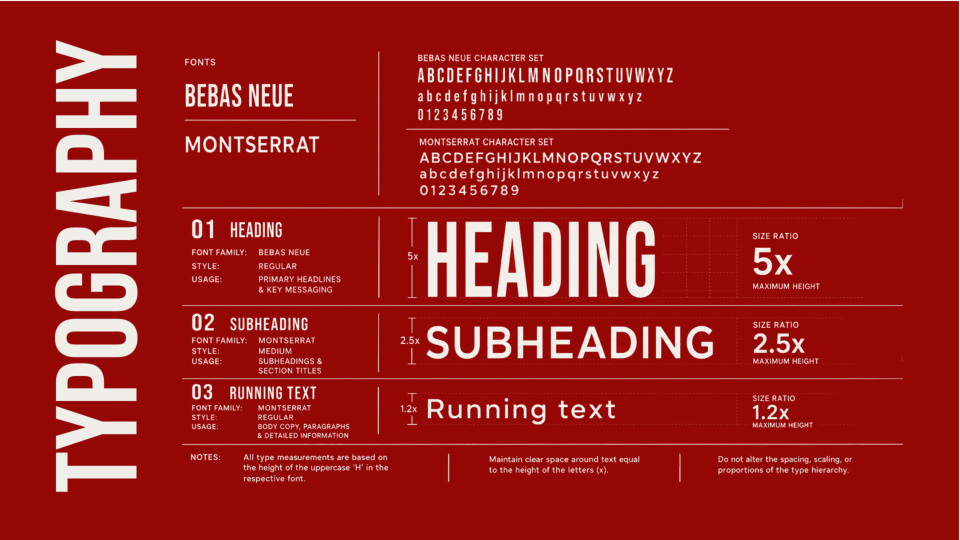 TYPOGRAPHY
FONTS
BEBAS NEUE
MONTSERRAT
BEBAS NEUE CHARACTER SET
ABCDEFGHIJKLMNOPQRSTUVWXYZ
abcdefghijklmnopqrstuvwxyz
0123456789
MONTSERRAT CHARACTER SET
ABCDEFGHIJKLMNOPQRSTUVWXYZ
abcdefghijklmnopqrstuvwxyz
0123456789
01 HEADING
FONT FAMILY: BEBAS NEUE
STYLE: REGULAR
USAGE: PRIMARY HEADLINES
& KEY MESSAGING
5x
HEADING
SIZE RATIO
5x
MAXIMUM HEIGHT
02 SUBHEADING
FONT FAMILY: MONTSERRAT
STYLE: MEDIUM
USAGE: SUBHEADINGS &
SECTION TITLES
2.5x
SUBHEADING
SIZE RATIO
2.5x
MAXIMUM HEIGHT
03 RUNNING TEXT
FONT FAMILY: MONTSERRAT
STYLE: REGULAR
USAGE: BODY COPY, PARAGRAPHS
& DETAILED INFORMATION
1.2x
Running text
SIZE RATIO
1.2x
MAXIMUM HEIGHT
NOTES:
All type measurements are based on
the height of the uppercase 'H' in the
respective font.
Maintain clear space around text equal
to the height of the letters (x).
Do not alter the spacing, scaling, or
proportions of the type hierarchy.